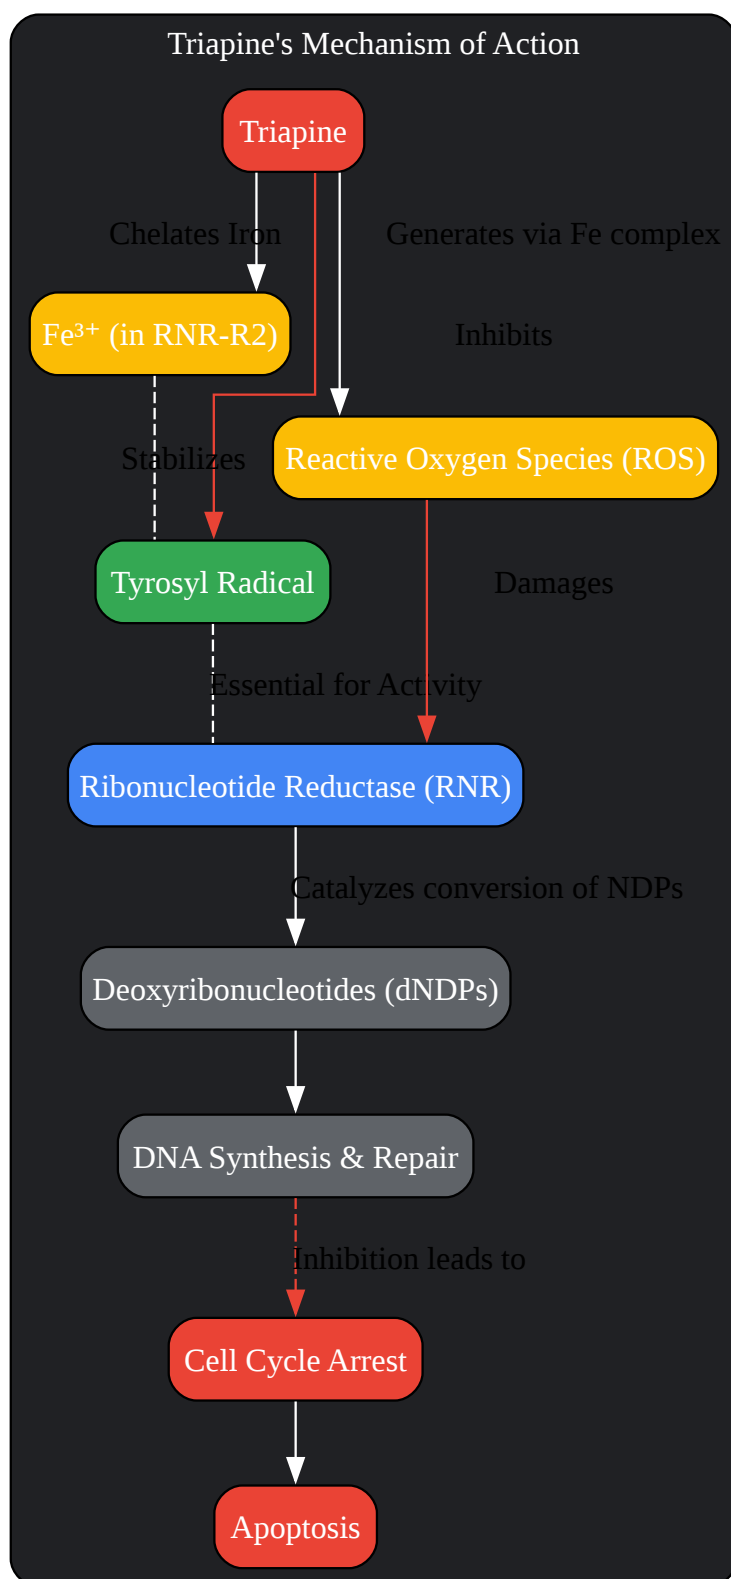 Triapine's Mechanism of Action
Triapine
Chelates Iron
Generates via Fe complex
Fe³⁺ (in RNR-R2)
Inhibits
Stabilizes
Reactive Oxygen Species (ROS)
Tyrosyl Radical
Damages
Essential for Activity
Ribonucleotide Reductase (RNR)
Catalyzes conversion of NDPs
Deoxyribonucleotides (dNDPs)
DNA Synthesis & Repair
Inhibition leads to
Cell Cycle Arrest
Apoptosis